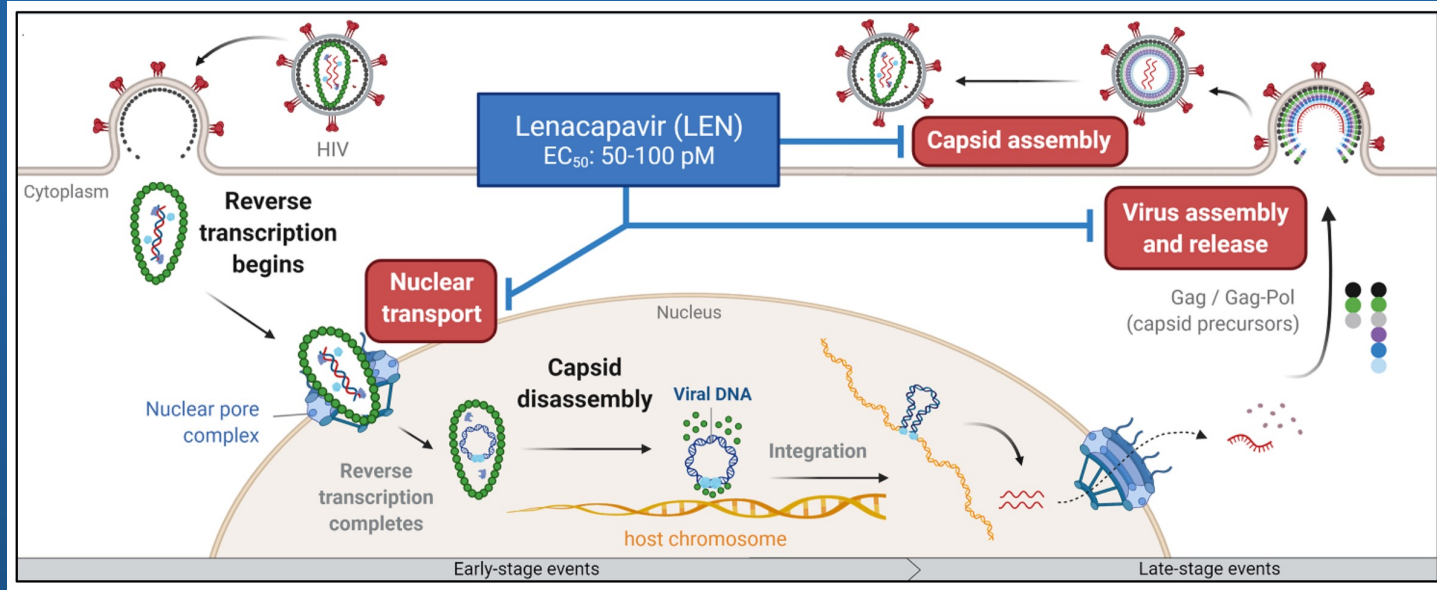 HIV
Cytoplasm
Lenacapavir (LEN)
EC₅₀: 50-100 pM
Capsid assembly
Reverse
transcription
begins
Virus assembly
and release
Nuclear
transport
Gag / Gag-Pol
(capsid precursors)
Nucleus
Nuclear pore
complex
Capsid
disassembly
Viral DNA
Reverse
transcription
completes
Integration
host chromosome
Early-stage events
Late-stage events